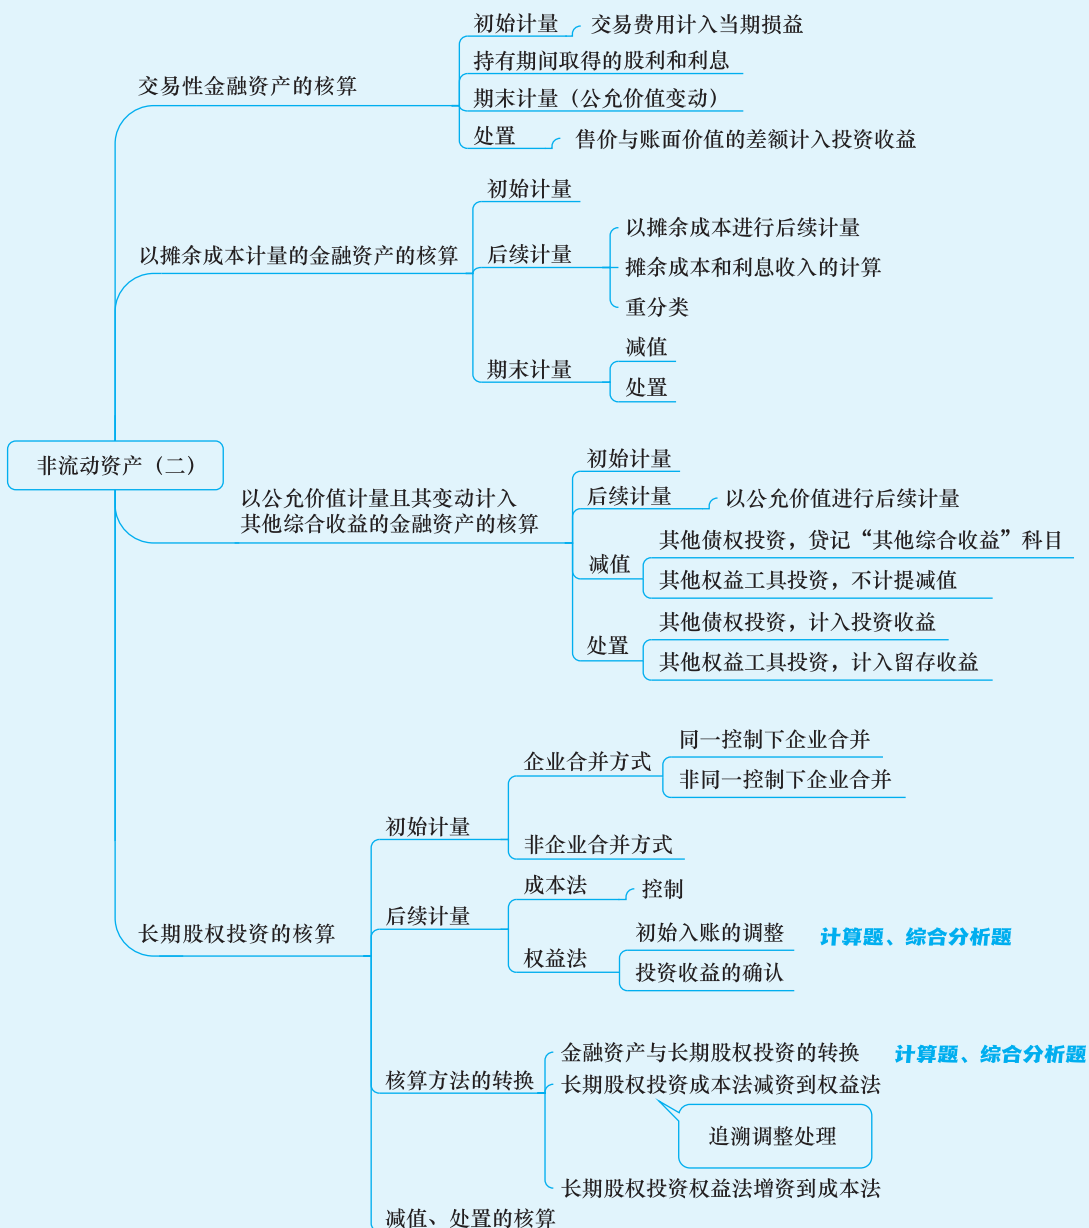 非流动资产（二）
交易性金融资产的核算
初始计量
交易费用计入当期损益
持有期间取得的股利和利息
期末计量（公允价值变动）
处置
售价与账面价值的差额计入投资收益
以摊余成本计量的金融资产的核算
初始计量
后续计量
以摊余成本进行后续计量
摊余成本和利息收入的计算
重分类
期末计量
减值
处置
以公允价值计量且其变动计入
其他综合收益的金融资产的核算
初始计量
后续计量
以公允价值进行后续计量
减值
其他债权投资，贷记“其他综合收益”科目
其他权益工具投资，不计提减值
处置
其他债权投资，计入投资收益
其他权益工具投资，计入留存收益
长期股权投资的核算
初始计量
企业合并方式
同一控制下企业合并
非同一控制下企业合并
非企业合并方式
后续计量
成本法
控制
权益法
初始入账的调整
投资收益的确认
计算题、综合分析题
核算方法的转换
金融资产与长期股权投资的转换
计算题、综合分析题
长期股权投资成本法减资到权益法
追溯调整处理
长期股权投资权益法增资到成本法
减值、处置的核算